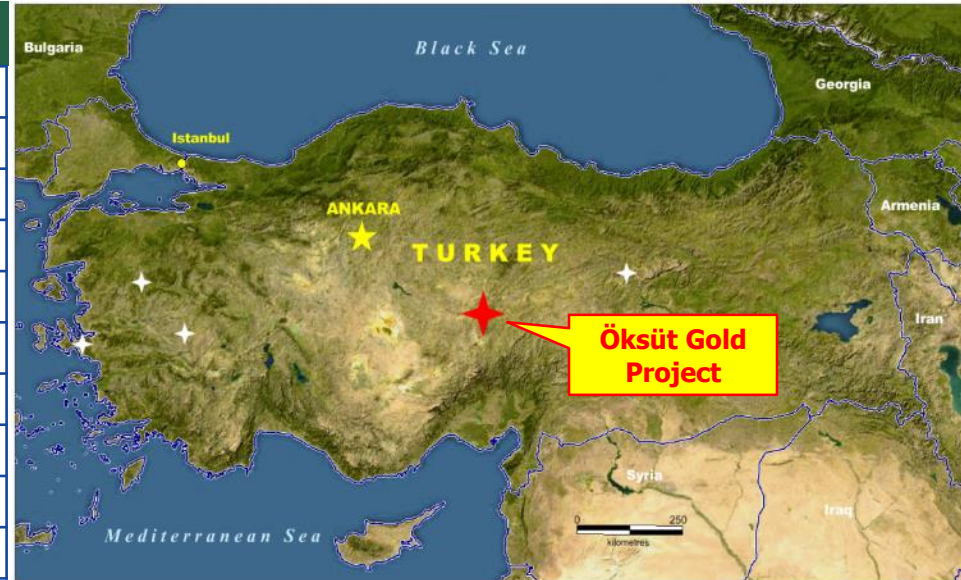 Bulgaria
Black Sea
Georgia
Istanbul
ANKARA
Armenia
TURKEY
Iran
Öksüt Gold
Project
Syria
Iraq
0 250
kilometres
Mediterranean Sea